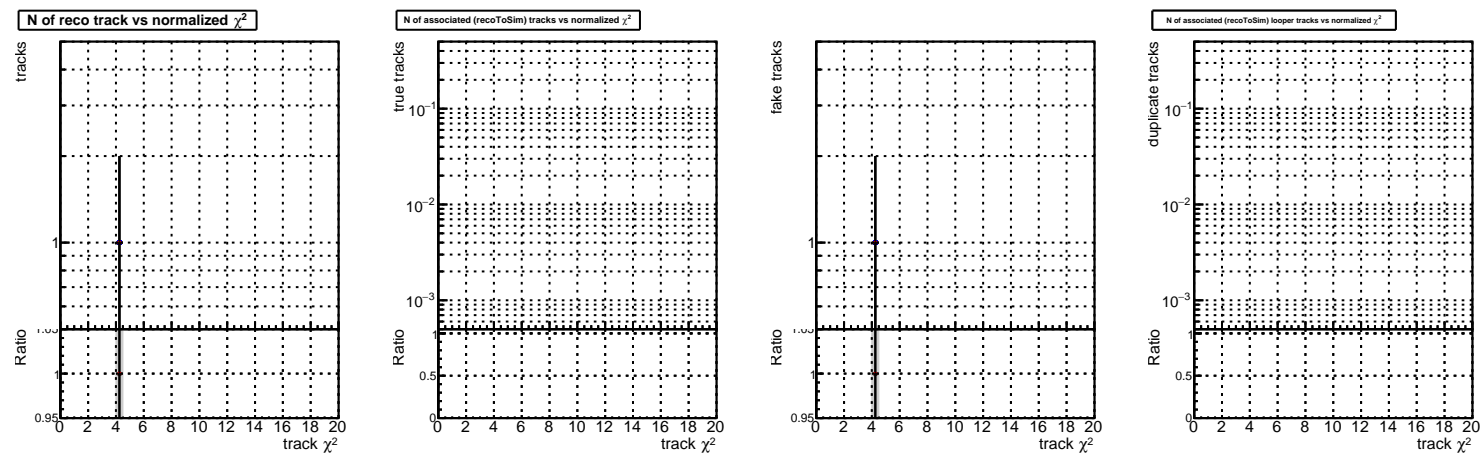 N of reco track vs normalized χ²
tracks
1
Ratio
1.05
1
0.95
0 2 4 6 8 10 12 14 16 18 20
track χ²
N of associated (recoToSim) tracks vs normalized χ²
true tracks
10⁻¹
10⁻²
10⁻³
Ratio
1
0.5
0
0 2 4 6 8 10 12 14 16 18 20
track χ²
fake tracks
1
Ratio
1.05
1
0.95
0 2 4 6 8 10 12 14 16 18 20
track χ²
N of associated (recoToSim) looper tracks vs normalized χ²
duplicate tracks
10⁻¹
10⁻²
10⁻³
Ratio
1
0.5
0
0 2 4 6 8 10 12 14 16 18 20
track χ²